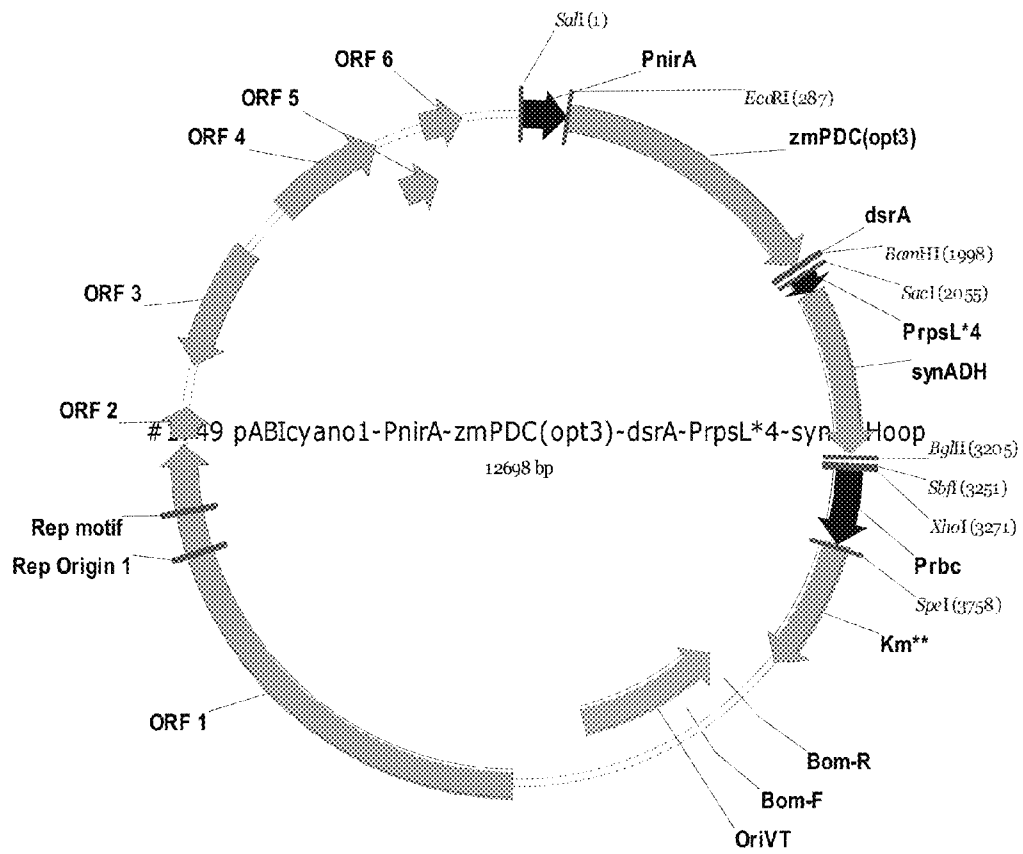 SalI (1)
ORF 6
PnirA
ORF 5
EcoRI (287)
ORF 4
zmPDC(opt3)
dsrA
BamHI (1998)
SacI (2055)
ORF 3
PrpsL*4
synADH
ORF 2
49 pABIcyano1-PnirA-zmPDC(opt3)-dsrA-PrpsL*4-syn Hoop
12698 bp
BglII (3205)
SbfI (3251)
XhoI (3271)
Rep motif
Rep Origin 1
Prbc
SpeI (3758)
Km**
ORF 1
Bom-R
Bom-F
OriVT